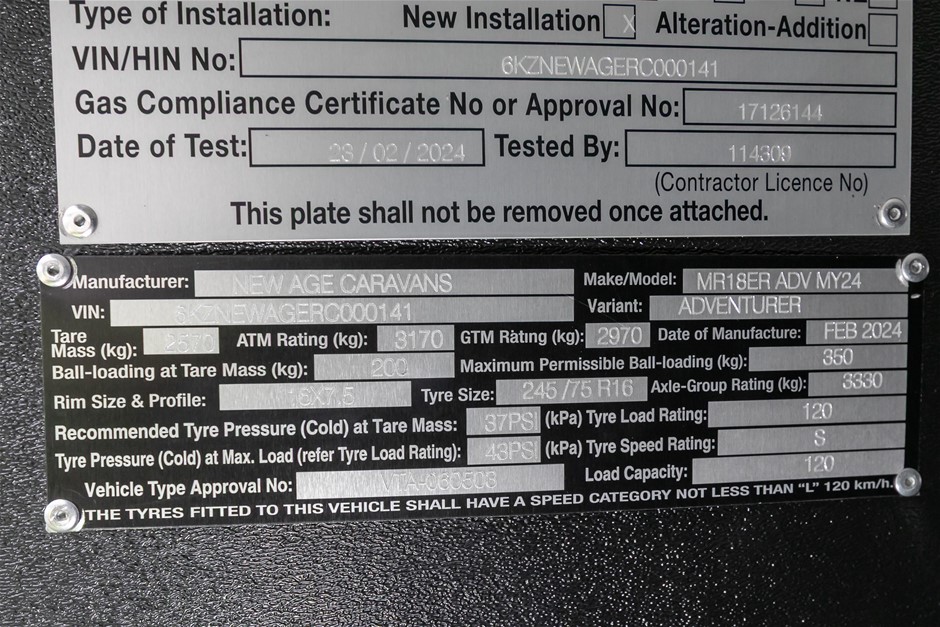 Type of Installation: New Installation X Alteration-Addition
VIN/HIN No: 6KZNEWAGERC000141
Gas Compliance Certificate No or Approval No: 17126144
Date of Test: 23 / 02 / 2024 Tested By: 114309
(Contractor Licence No)
This plate shall not be removed once attached.
Manufacturer: NEW AGE CARAVANS Make/Model: MR18ER ADV MY24
VIN: 6KZNEWAGERC000141 Variant: ADVENTURER
Tare Mass (kg): 2570 ATM Rating (kg): 3170 GTM Rating (kg): 2970 Date of Manufacture: FEB 2024
Ball-loading at Tare Mass (kg): 200 Maximum Permissible Ball-loading (kg): 350
Rim Size & Profile: 16X7.5 Tyre Size: 245 /75 R16 Axle-Group Rating (kg): 3330
Recommended Tyre Pressure (Cold) at Tare Mass: 37PSI (kPa) Tyre Load Rating: 120
Tyre Pressure (Cold) at Max. Load (refer Tyre Load Rating): 43PSI (kPa) Tyre Speed Rating: S
Vehicle Type Approval No: VTA-060503 Load Capacity: 120
THE TYRES FITTED TO THIS VEHICLE SHALL HAVE A SPEED CATEGORY NOT LESS THAN “L” 120 km/h.